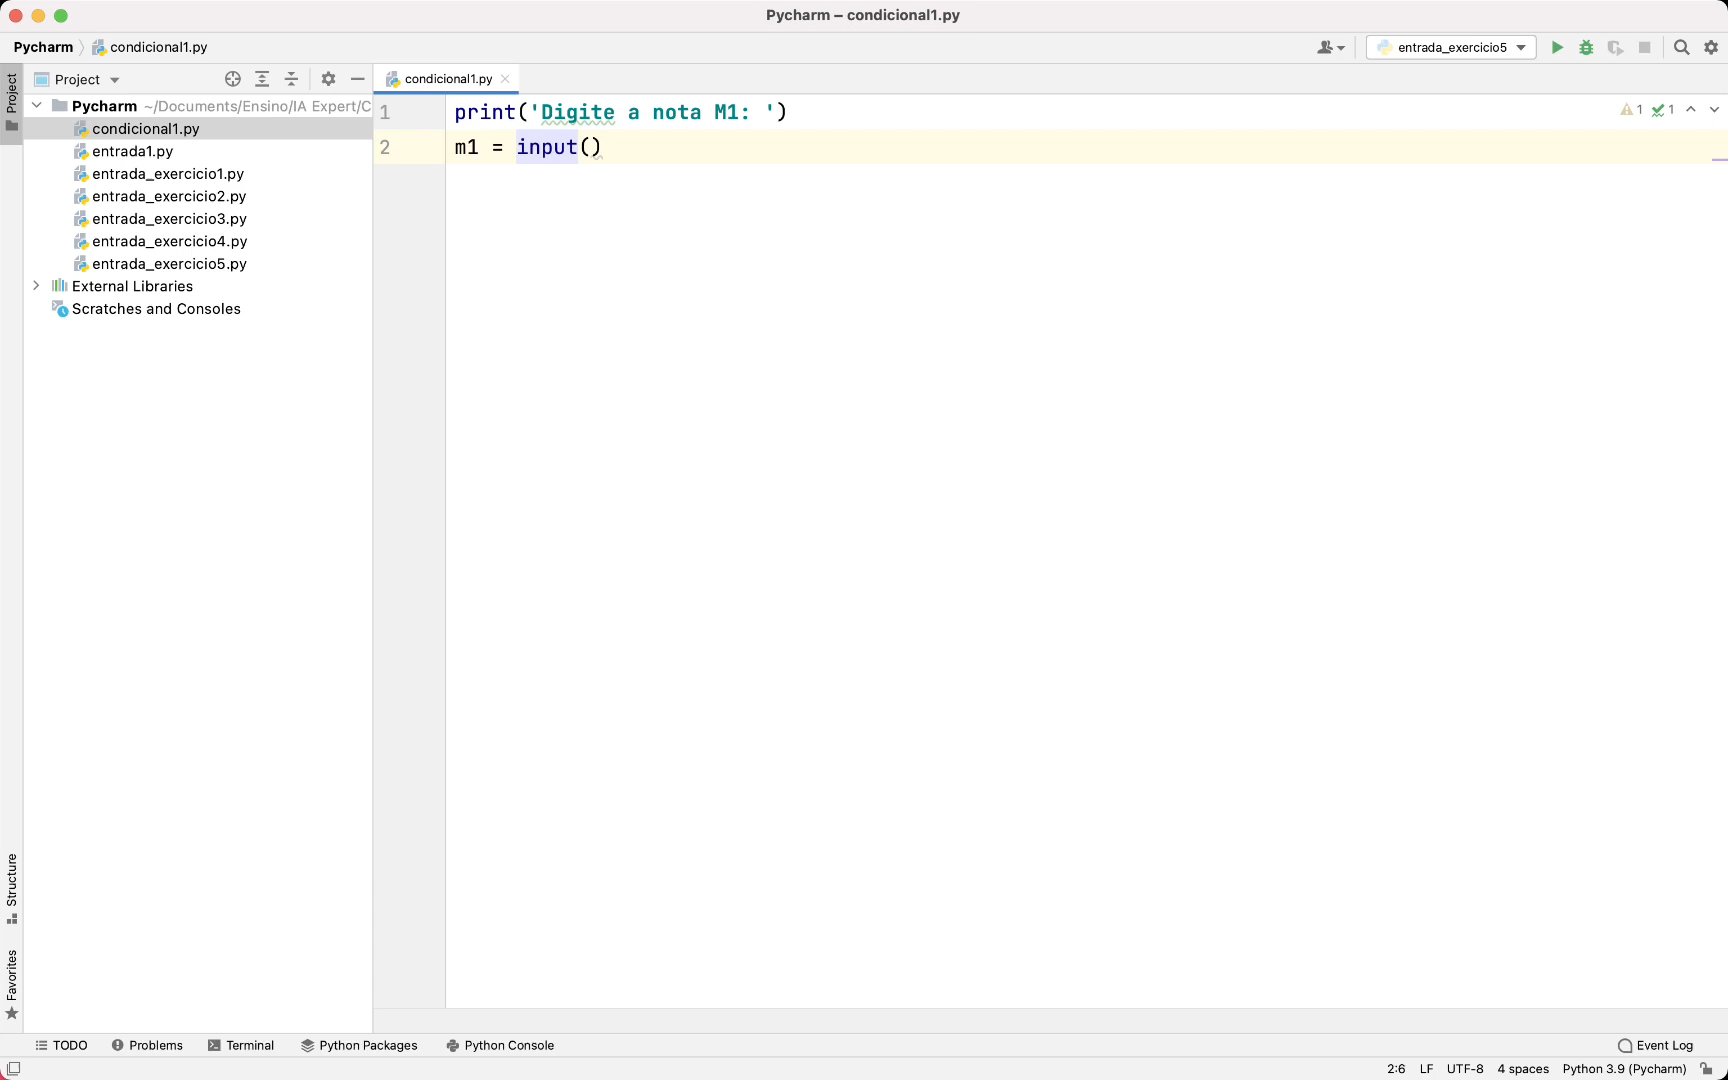 Pycharm – condicional1.py
Pycharm condicional1.py
entrada_exercicio5
Project
Project
condicional1.py
Pycharm ~/Documents/Ensino/IA Expert/C
condicional1.py
entrada1.py
entrada_exercicio1.py
entrada_exercicio2.py
entrada_exercicio3.py
entrada_exercicio4.py
entrada_exercicio5.py
External Libraries
Scratches and Consoles
1 print('Digite a nota M1: ')
2 m1 = input()
1 1
Structure
Favorites
TODO Problems Terminal Python Packages Python Console Event Log
2:6 LF UTF-8 4 spaces Python 3.9 (Pycharm)